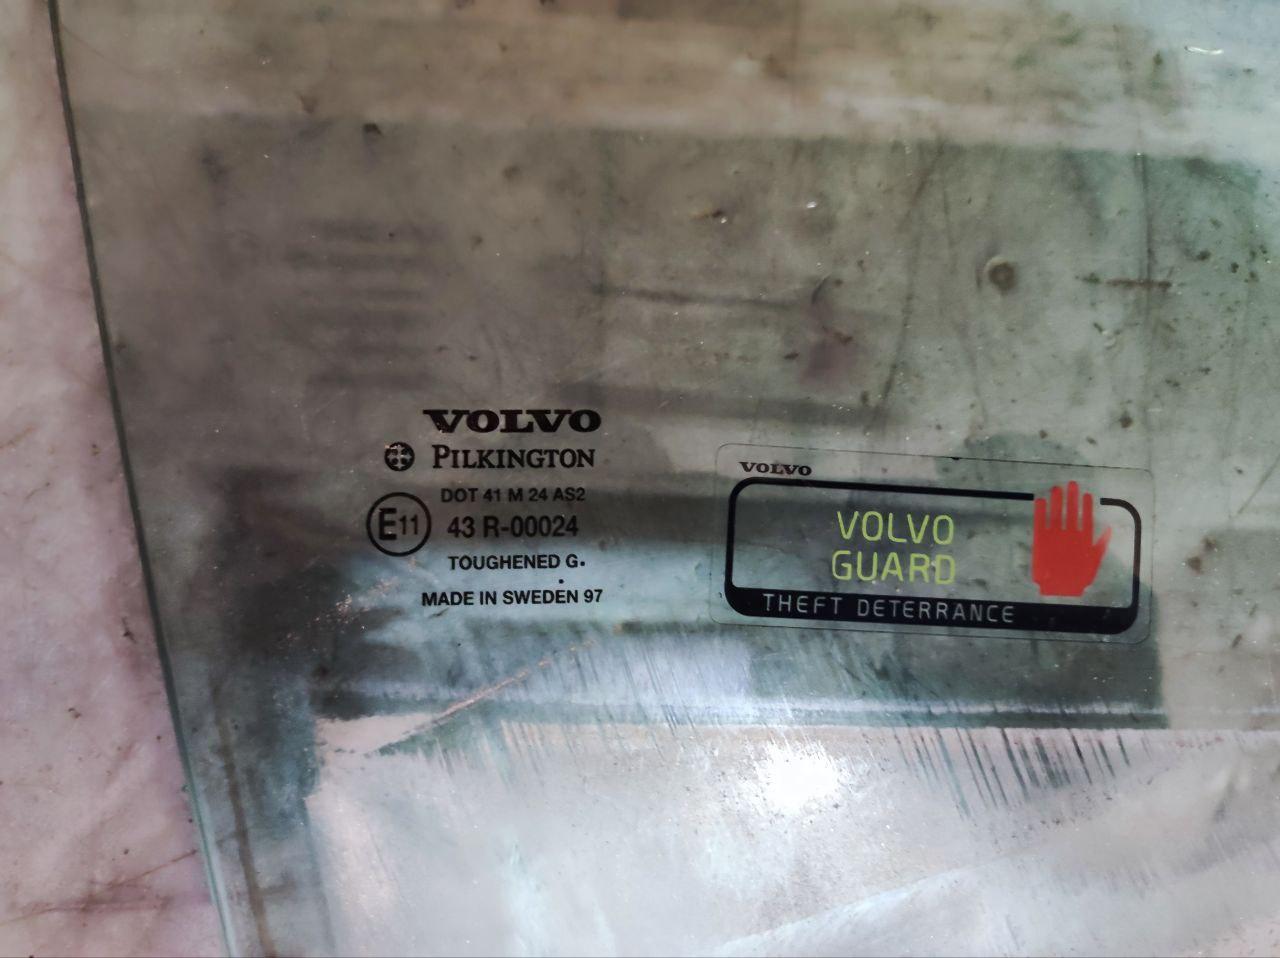 VOLVO
PILKINGTON
DOT 41 M 24 AS2
E11 43 R-00024
TOUGHENED G.
MADE IN SWEDEN 97
VOLVO
VOLVO
GUARD
THEFT DETERRANCE